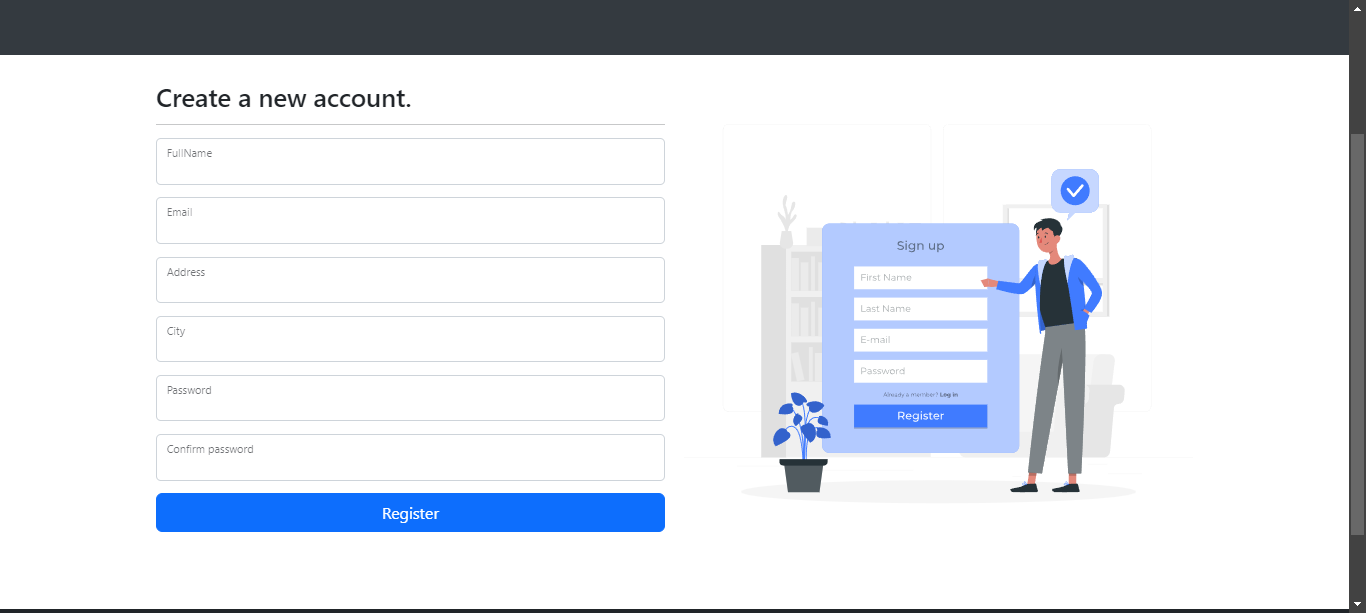 Create a new account.
FullName
Email
Address
City
Password
Confirm password
Register
Sign up
First Name
Last Name
E-mail
Password
Already a member? Log in
Register